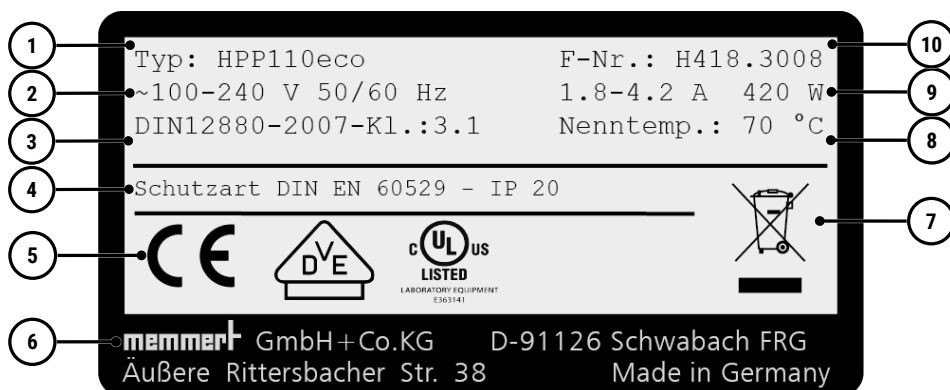 1
10
Typ: HPP110eco F-Nr.: H418.3008
2
9
~100-240 V 50/60 Hz 1.8-4.2 A 420 W
3
8
DIN12880-2007-Kl.:3.1 Nenntemp.: 70 °C
4
Schutzart DIN EN 60529 - IP 20
7
5
CE
DVE
C UL US
LISTED
LABORATORY EQUIPMENT
E363141
6
memmert GmbH+Co.KG D-91126 Schwabach FRG
Äußere Rittersbacher Str. 38 Made in Germany